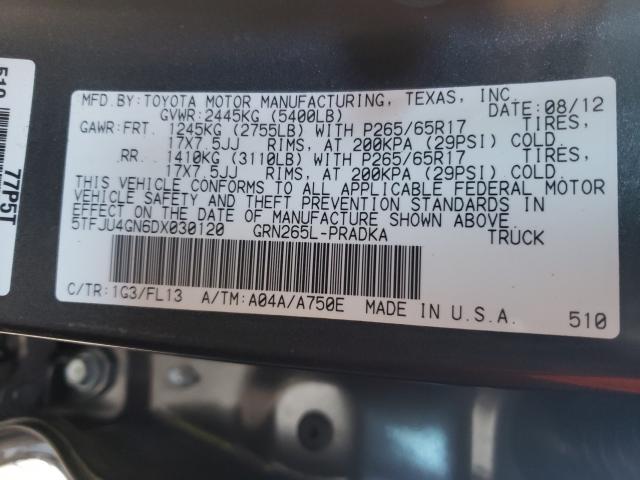 MFD.BY:TOYOTA MOTOR MANUFACTURING, TEXAS, INC.
GVWR:2445KG (5400LB) DATE:08/12
GAWR:FRT. 1245KG (2755LB) WITH P265/65R17 TIRES,
17X7.5JJ RIMS, AT 200KPA (29PSI) COLD.
RR. 1410KG (3110LB) WITH P265/65R17 TIRES,
17X7.5JJ RIMS, AT 200KPA (29PSI) COLD.
THIS VEHICLE CONFORMS TO ALL APPLICABLE FEDERAL MOTOR
VEHICLE SAFETY AND THEFT PREVENTION STANDARDS IN
EFFECT ON THE DATE OF MANUFACTURE SHOWN ABOVE.
5TFJU4GN6DX030120 GRN265L-PRADKA TRUCK
C/TR:1G3/FL13 A/TM:A04A/A750E MADE IN U.S.A. 510
510
77P5T